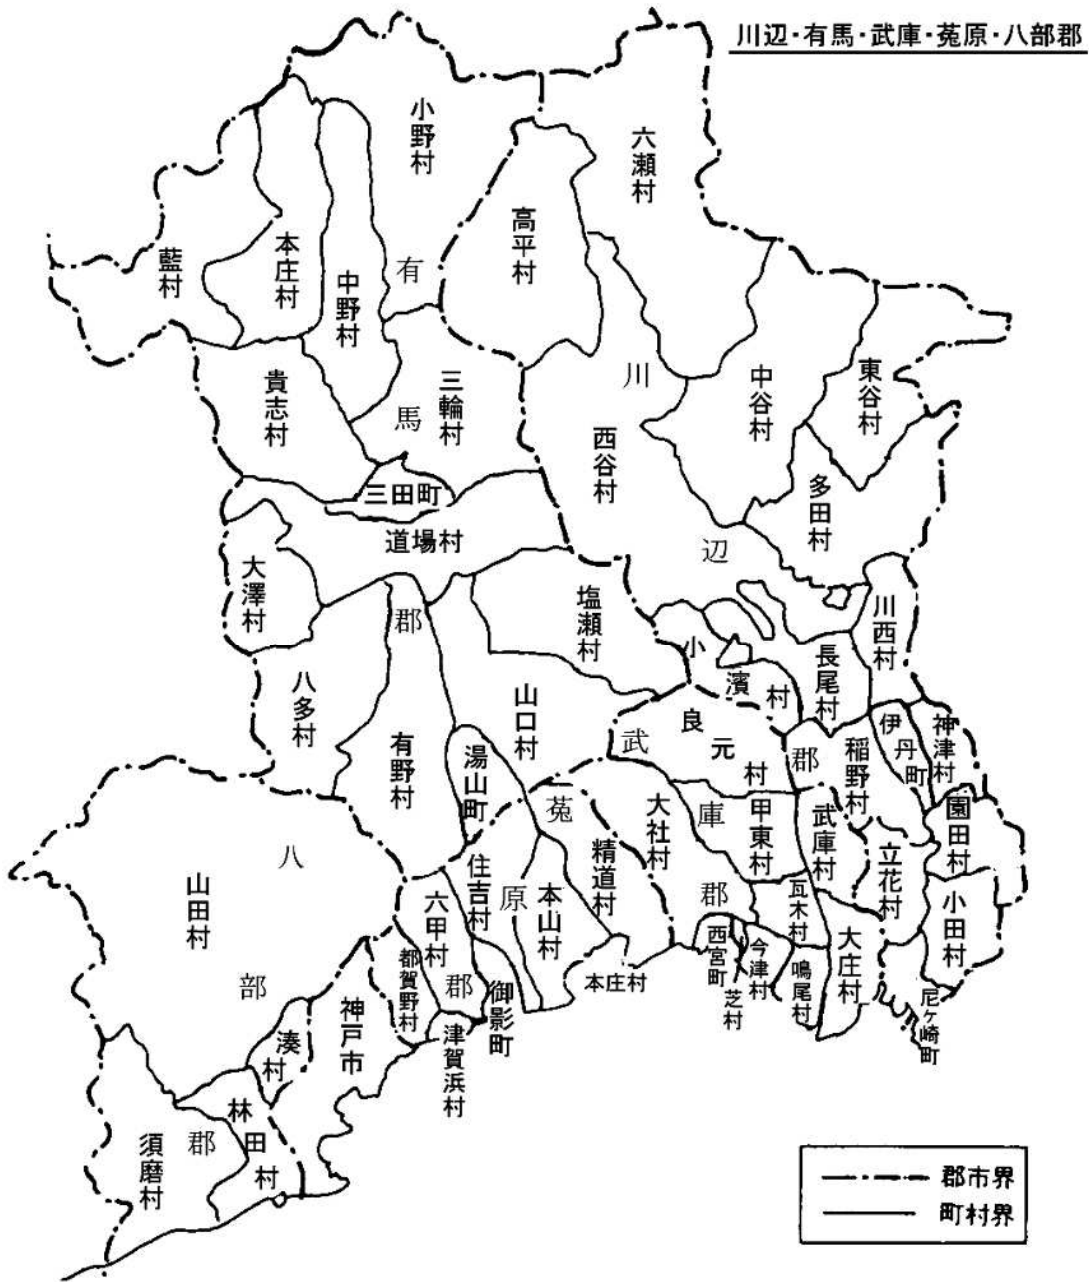 川辺・有馬・武庫・菟原・八部郡
小野村
六瀬村
高平村
藍村
本庄村
中野村
有
馬
郡
貴志村
三輪村
川
辺
郡
中谷村
東谷村
西谷村
多田村
三田町
道場村
大澤村
塩瀬村
川西村
小濱村
長尾村
八多村
有野村
山口村
湯山町
良元村
伊丹町
神津村
稲野村
武
庫
郡
菟
原
郡
大社村
甲東村
武庫村
園田村
精道村
住吉村
本山村
立花村
瓦木村
小田村
八
部
郡
山田村
六甲村
都賀野村
西宮町
芝村
今津村
鳴尾村
大庄村
尼ヶ崎町
本庄村
御影町
津賀浜村
神戸市
湊村
林田村
須磨村
郡市界
町村界